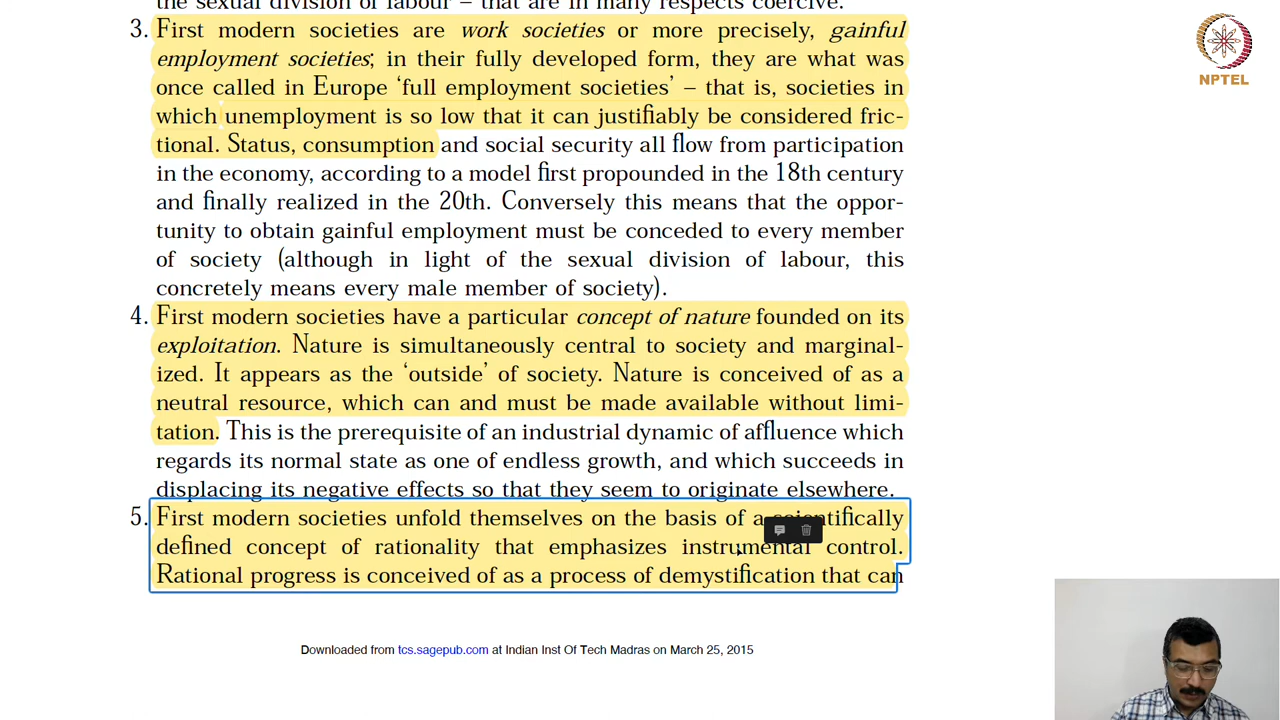 the sexual division of labour – that are in many respects coercive.
3. First modern societies are work societies or more precisely, gainful
employment societies; in their fully developed form, they are what was
once called in Europe ‘full employment societies’ – that is, societies in
which unemployment is so low that it can justifiably be considered fric-
tional. Status, consumption and social security all flow from participation
in the economy, according to a model first propounded in the 18th century
and finally realized in the 20th. Conversely this means that the oppor-
tunity to obtain gainful employment must be conceded to every member
of society (although in light of the sexual division of labour, this
concretely means every male member of society).
4. First modern societies have a particular concept of nature founded on its
exploitation. Nature is simultaneously central to society and marginal-
ized. It appears as the ‘outside’ of society. Nature is conceived of as a
neutral resource, which can and must be made available without limi-
tation. This is the prerequisite of an industrial dynamic of affluence which
regards its normal state as one of endless growth, and which succeeds in
displacing its negative effects so that they seem to originate elsewhere.
5. First modern societies unfold themselves on the basis of a scientifically
defined concept of rationality that emphasizes instrumental control.
Rational progress is conceived of as a process of demystification that can
Downloaded from tcs.sagepub.com at Indian Inst Of Tech Madras on March 25, 2015
NPTEL